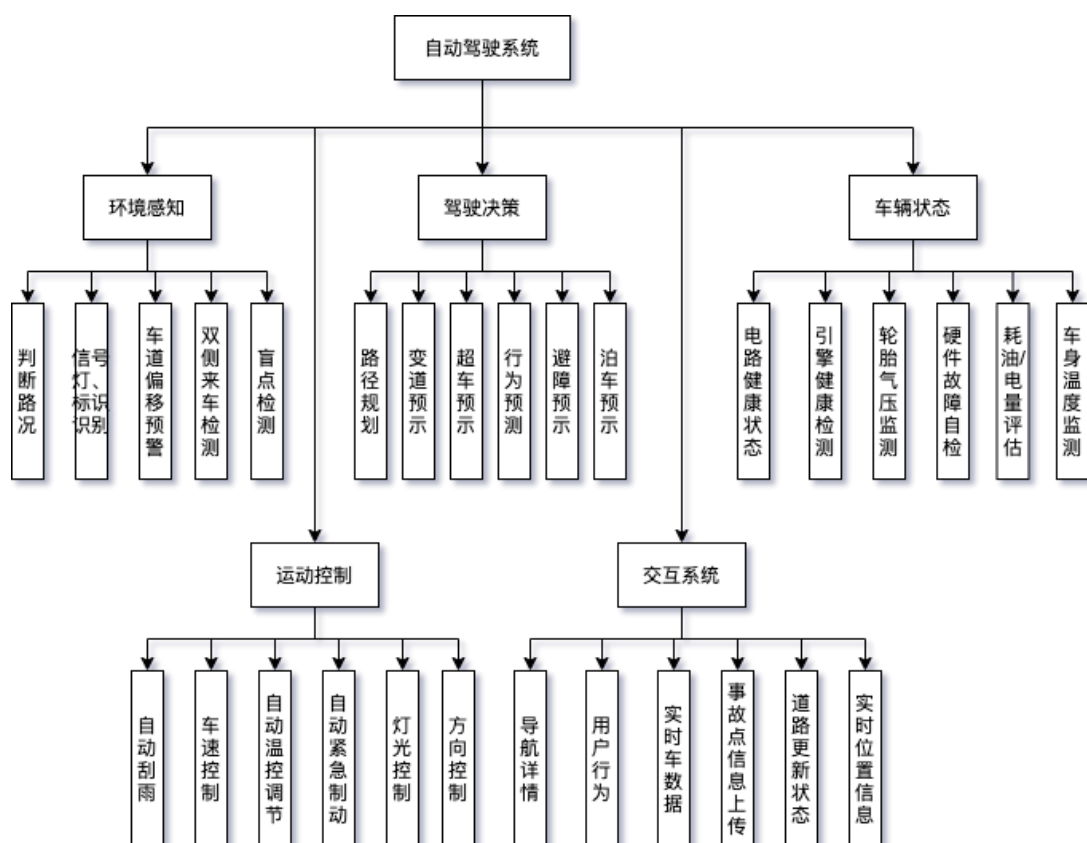 自动驾驶系统
环境感知
驾驶决策
车辆状态
判断路况
信号灯、标识识别
车道偏移预警
双侧来车检测
盲点检测
路径规划
变道预示
超车预示
行为预测
避障预示
泊车预示
电路健康状态
引擎健康检测
轮胎气压监测
硬件故障自检
耗油/电量评估
车身温度监测
运动控制
交互系统
自动刮雨
车速控制
自动温控调节
自动紧急制动
灯光控制
方向控制
导航详情
用户行为
实时车数据
事故点信息上传
道路更新状态
实时位置信息